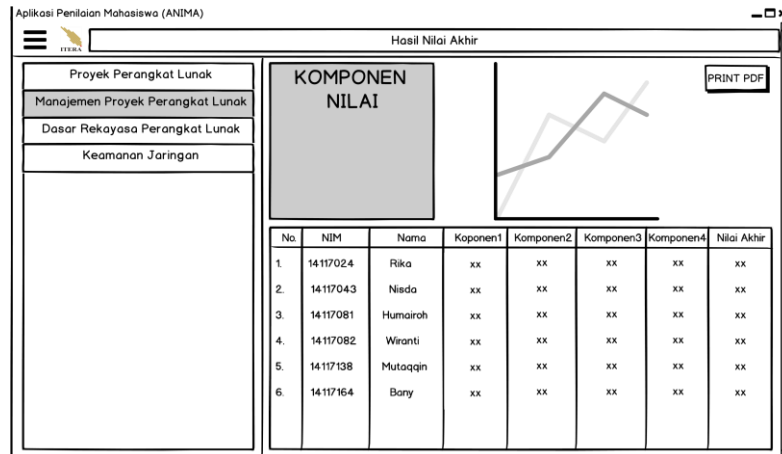 Aplikasi Penilaian Mahasiswa (ANIMA)
ITERA
Hasil Nilai Akhir
Proyek Perangkat Lunak
Manajemen Proyek Perangkat Lunak
Dasar Rekayasa Perangkat Lunak
Keamanan Jaringan
KOMPONEN
NILAI
PRINT PDF
No. NIM Nama Koponen1 Komponen2 Komponen3 Komponen4 Nilai Akhir
1. 14117024 Rika xx xx xx xx xx
2. 14117043 Nisda xx xx xx xx xx
3. 14117081 Humairoh xx xx xx xx xx
4. 14117082 Wiranti xx xx xx xx xx
5. 14117138 Mutaqqin xx xx xx xx xx
6. 14117164 Bany xx xx xx xx xx